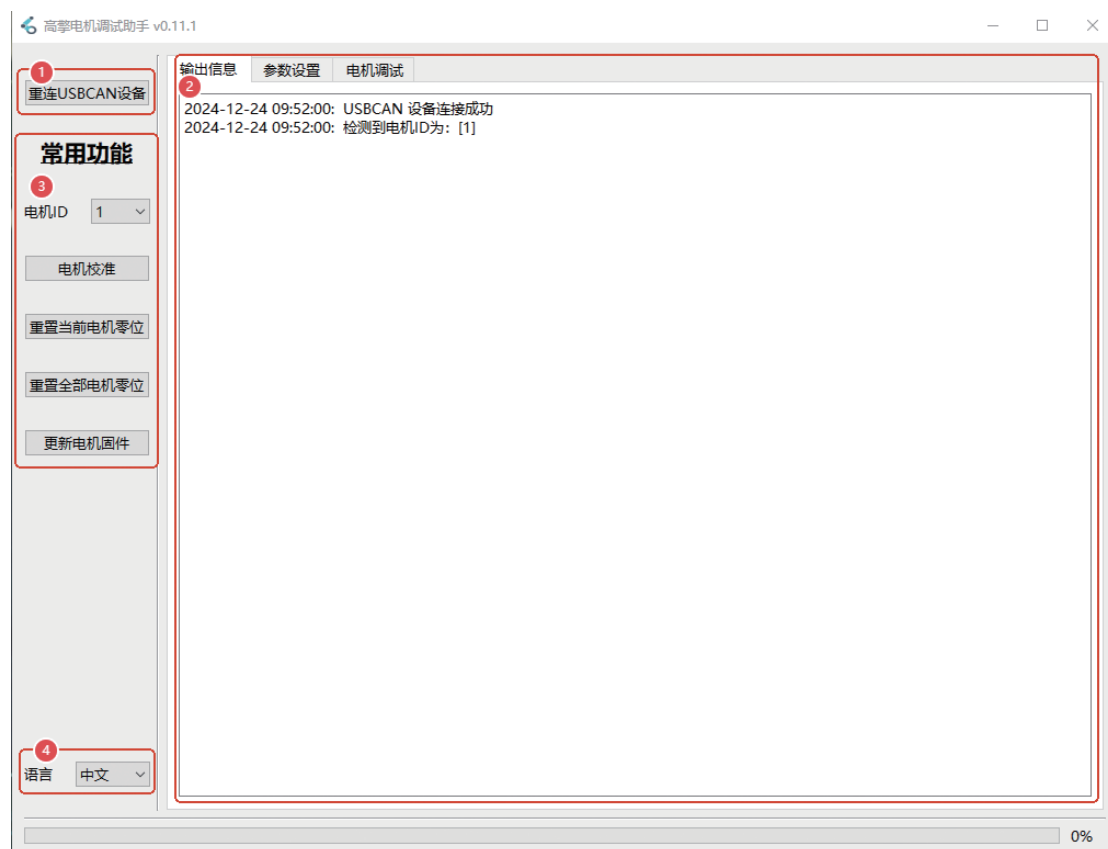 高擎电机调试助手 v0.11.1
1
重连USBCAN设备
常用功能
3
电机ID 1
电机校准
重置当前电机零位
重置全部电机零位
更新电机固件
4
语言 中文
输出信息 参数设置 电机调试
2
2024-12-24 09:52:00: USBCAN 设备连接成功
2024-12-24 09:52:00: 检测到电机ID为: [1]
0%